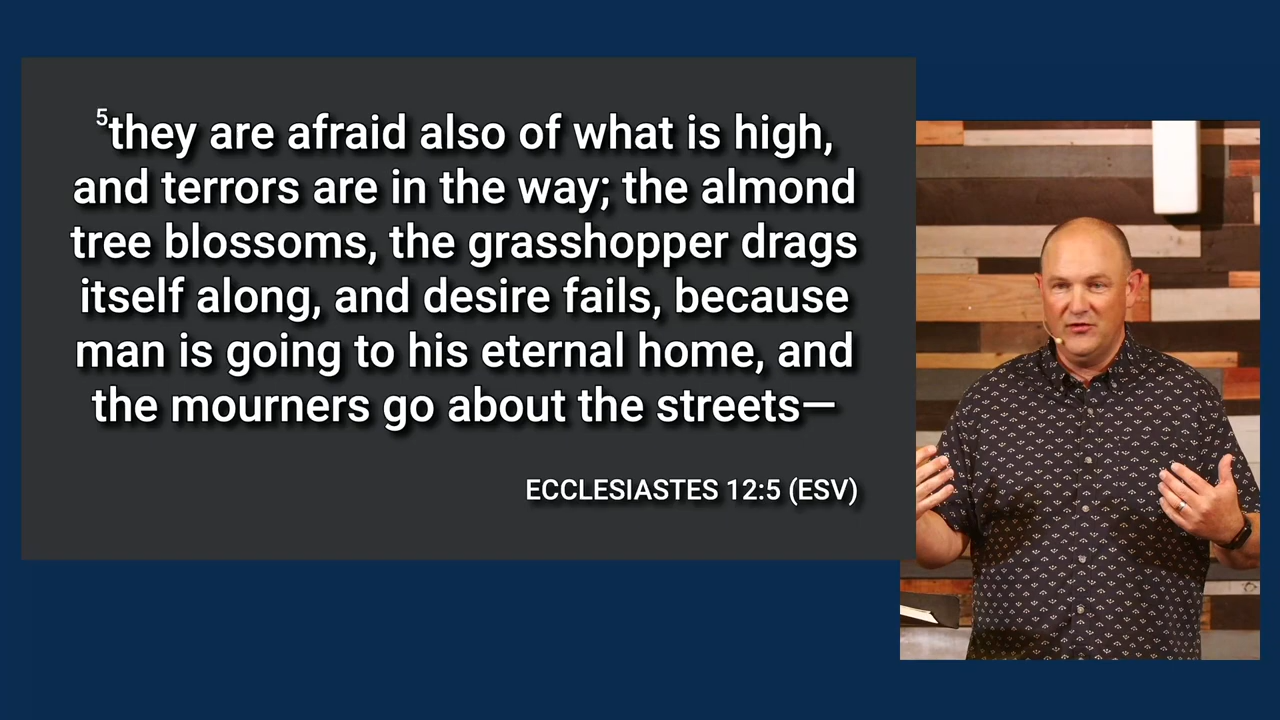 5they are afraid also of what is high,
and terrors are in the way; the almond
tree blossoms, the grasshopper drags
itself along, and desire fails, because
man is going to his eternal home, and
the mourners go about the streets—
ECCLESIASTES 12:5 (ESV)